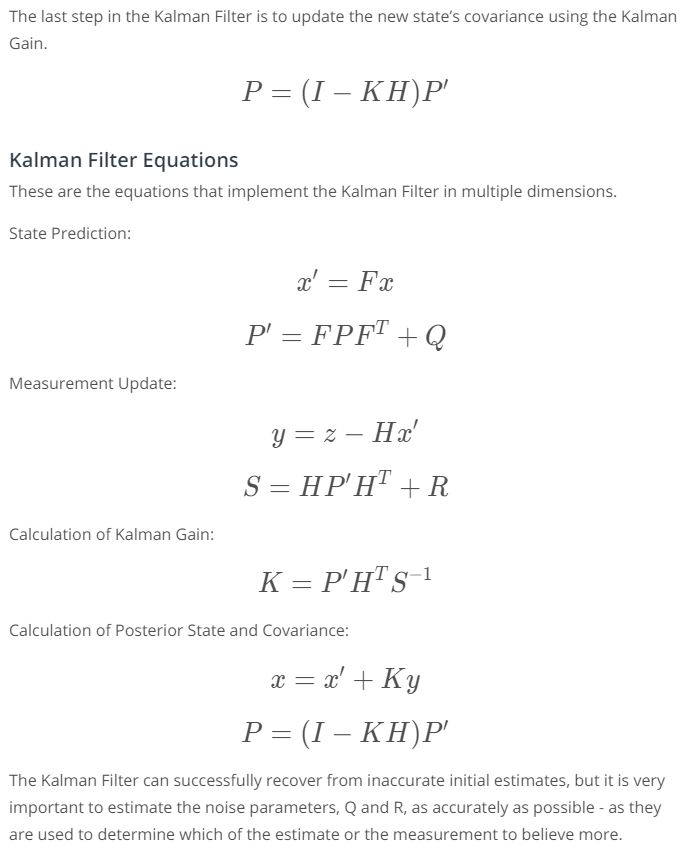 The last step in the Kalman Filter is to update the new state’s covariance using the Kalman
Gain.
P = (I − KH)P′
Kalman Filter Equations
These are the equations that implement the Kalman Filter in multiple dimensions.
State Prediction:
x′ = Fx
P′ = FPFᵀ + Q
Measurement Update:
y = z − Hx′
S = HP′Hᵀ + R
Calculation of Kalman Gain:
K = P′HᵀS⁻¹
Calculation of Posterior State and Covariance:
x = x′ + Ky
P = (I − KH)P′
The Kalman Filter can successfully recover from inaccurate initial estimates, but it is very
important to estimate the noise parameters, Q and R, as accurately as possible - as they
are used to determine which of the estimate or the measurement to believe more.